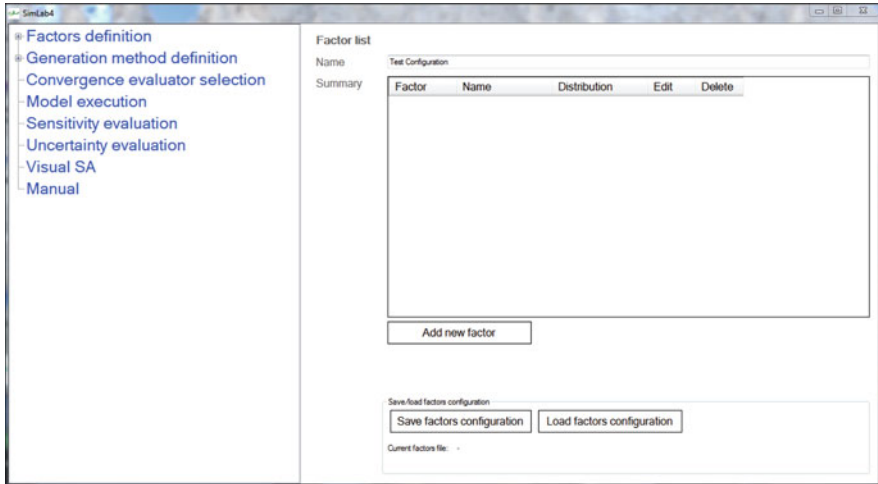 SimLab4
Factors definition
Generation method definition
Convergence evaluator selection
Model execution
Sensitivity evaluation
Uncertainty evaluation
Visual SA
Manual
Factor list
Name Test Configuration
Summary
Factor Name Distribution Edit Delete
Add new factor
Save/load factors configuration
Save factors configuration Load factors configuration
Current factors file: -